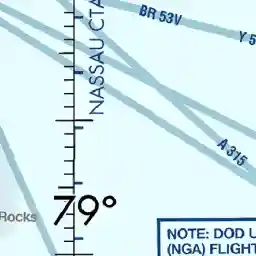 BR 53V
Y 5
NASSAU CTA
A 315
Rocks
79°
NOTE: DOD U
(NGA) FLIGHT